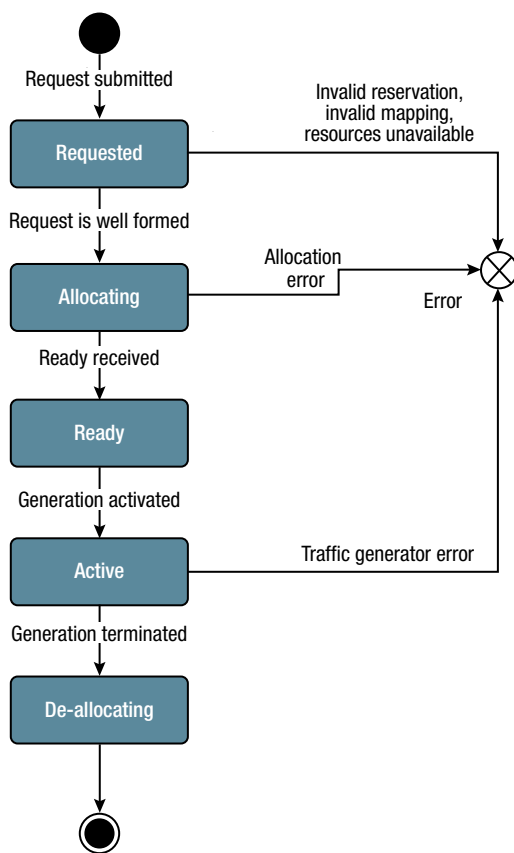 Request submitted
Invalid reservation,
invalid mapping,
resources unavailable
Requested
Request is well formed
Allocation
error
Allocating
Error
Ready received
Ready
Generation activated
Active
Traffic generator error
Generation terminated
De-allocating